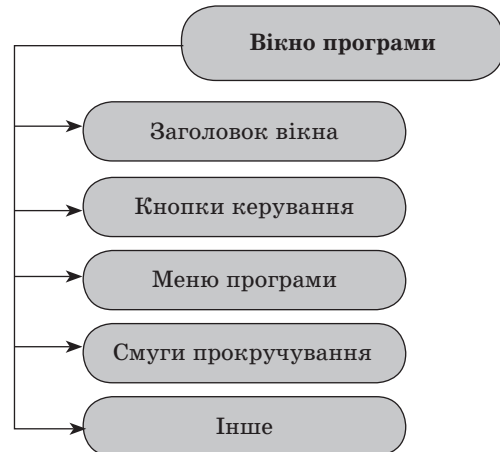 Вікно програми
Заголовок вікна
Кнопки керування
Меню програми
Смуги прокручування
Інше